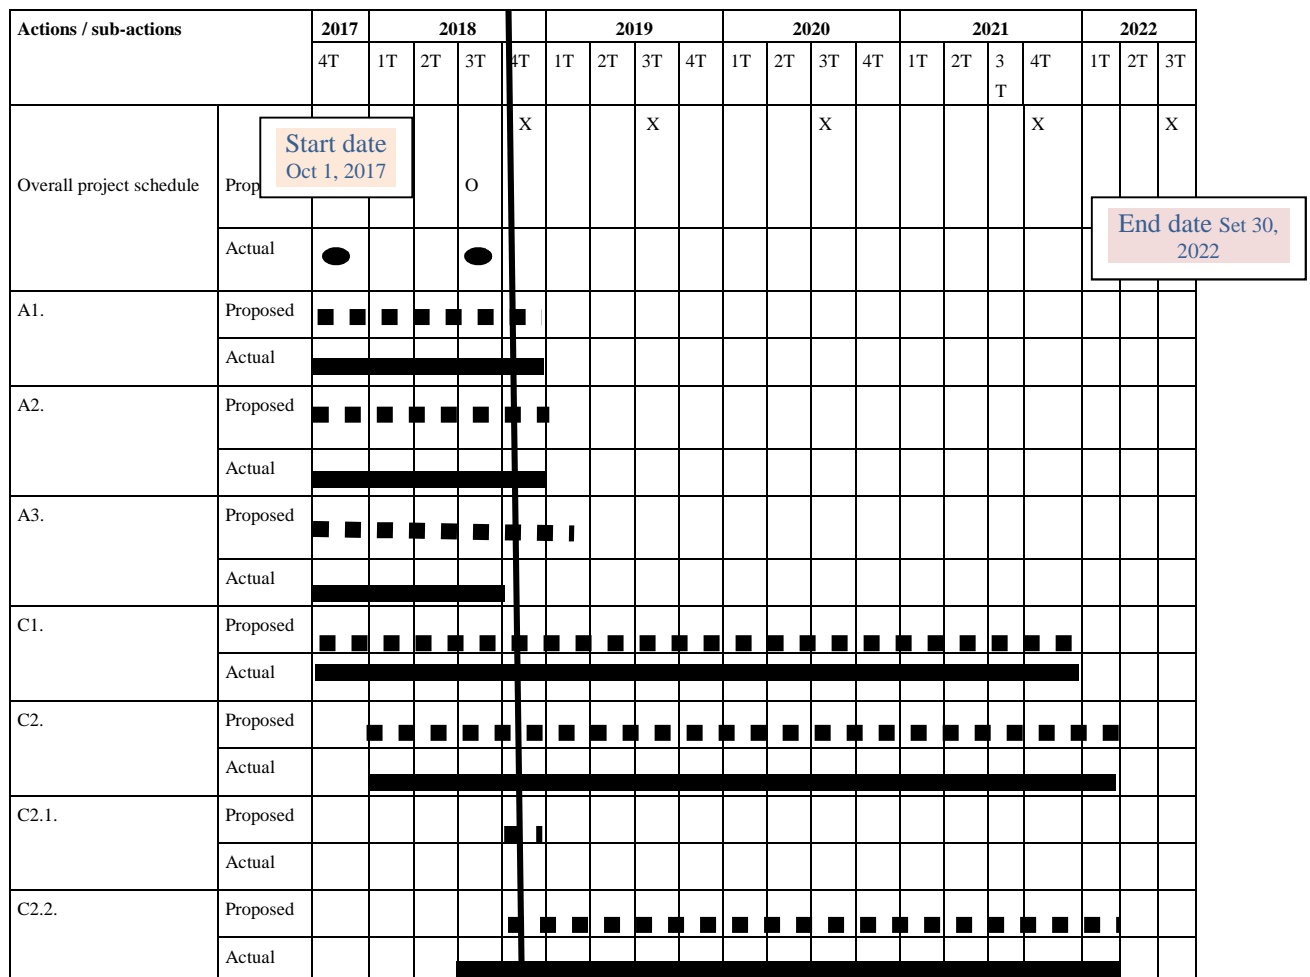 Actions / sub-actions 2017 2018 2019 2020 2021 2022
4T 1T 2T 3T 4T 1T 2T 3T 4T 1T 2T 3T 4T 1T 2T 3 4T 1T 2T 3T
T
X X X X X
Start date
Oct 1, 2017
Overall project schedule Prop O
End date Set 30,
2022
Actual
A1. Proposed
Actual
A2. Proposed
Actual
A3. Proposed
Actual
C1. Proposed
Actual
C2. Proposed
Actual
C2.1. Proposed
Actual
C2.2. Proposed
Actual